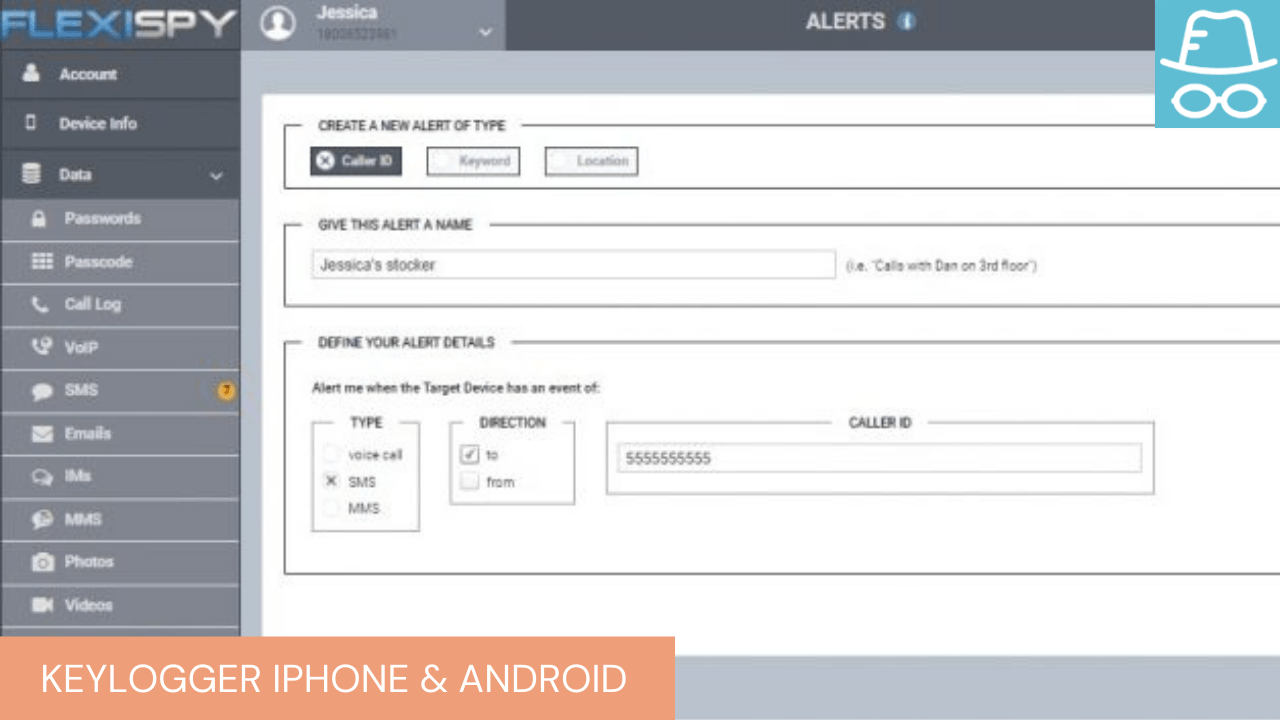 FLEXISPY
Jessica
ALERTS i
Account
Device Info
Data
Passwords
Passcode
Call Log
VoIP
SMS 7
Emails
IMs
MMS
Photos
Videos
CREATE A NEW ALERT OF TYPE
Caller ID Keyword Location
GIVE THIS ALERT A NAME
Jessica's stocker (i.e. "Calls with Dan on 3rd floor")
DEFINE YOUR ALERT DETAILS
Alert me when the Target Device has an event of:
TYPE DIRECTION CALLER ID
voice call to 5555555555
SMS from
MMS
KEYLOGGER IPHONE & ANDROID